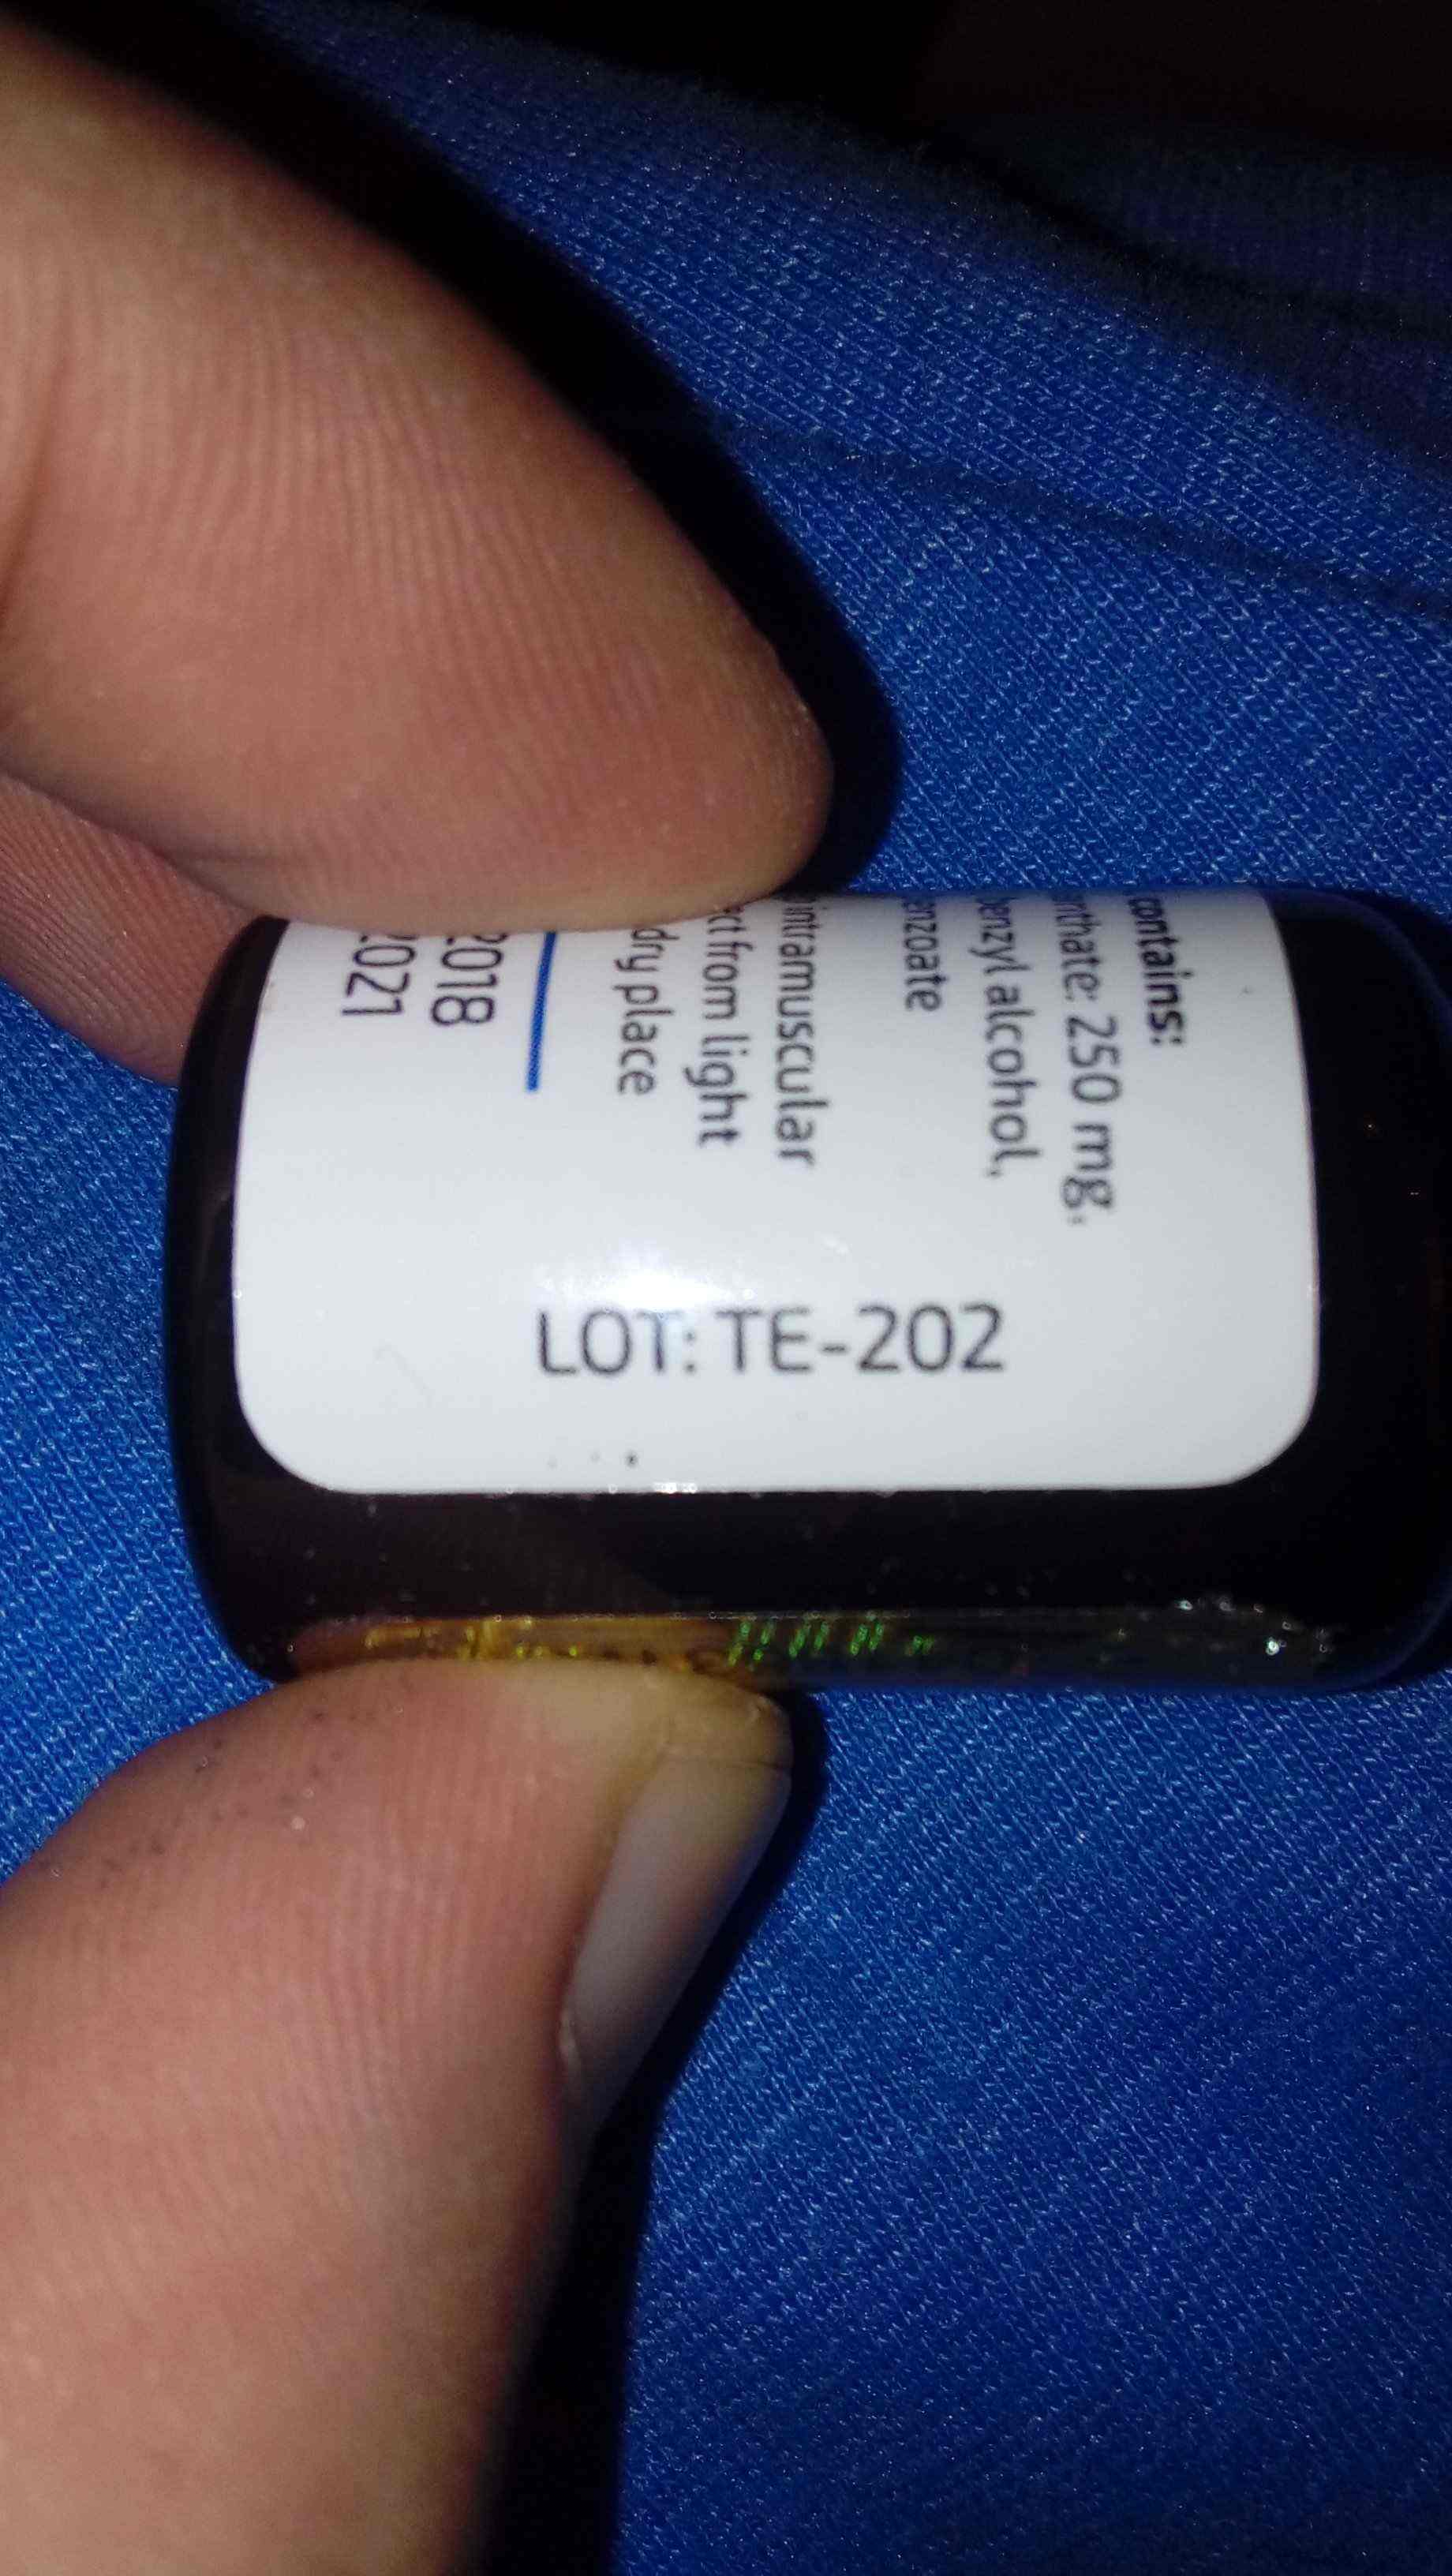 contains:
nthate: 250 mg,
benzyl alcohol,
enzoate
intramuscular
ct from light
dry place
2018
2021
LOT: TE-202